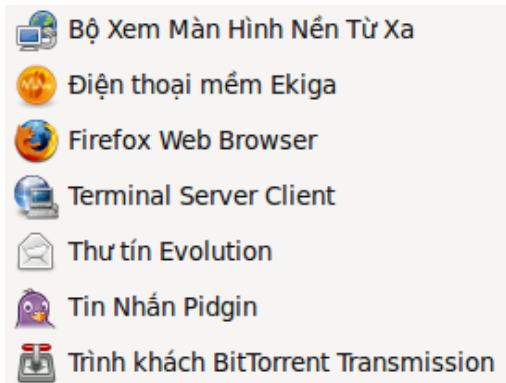 Bộ Xem Màn Hình Nền Từ Xa
Điện thoại mềm Ekiga
Firefox Web Browser
Terminal Server Client
Thư tín Evolution
Tin Nhắn Pidgin
Trình khách BitTorrent Transmission